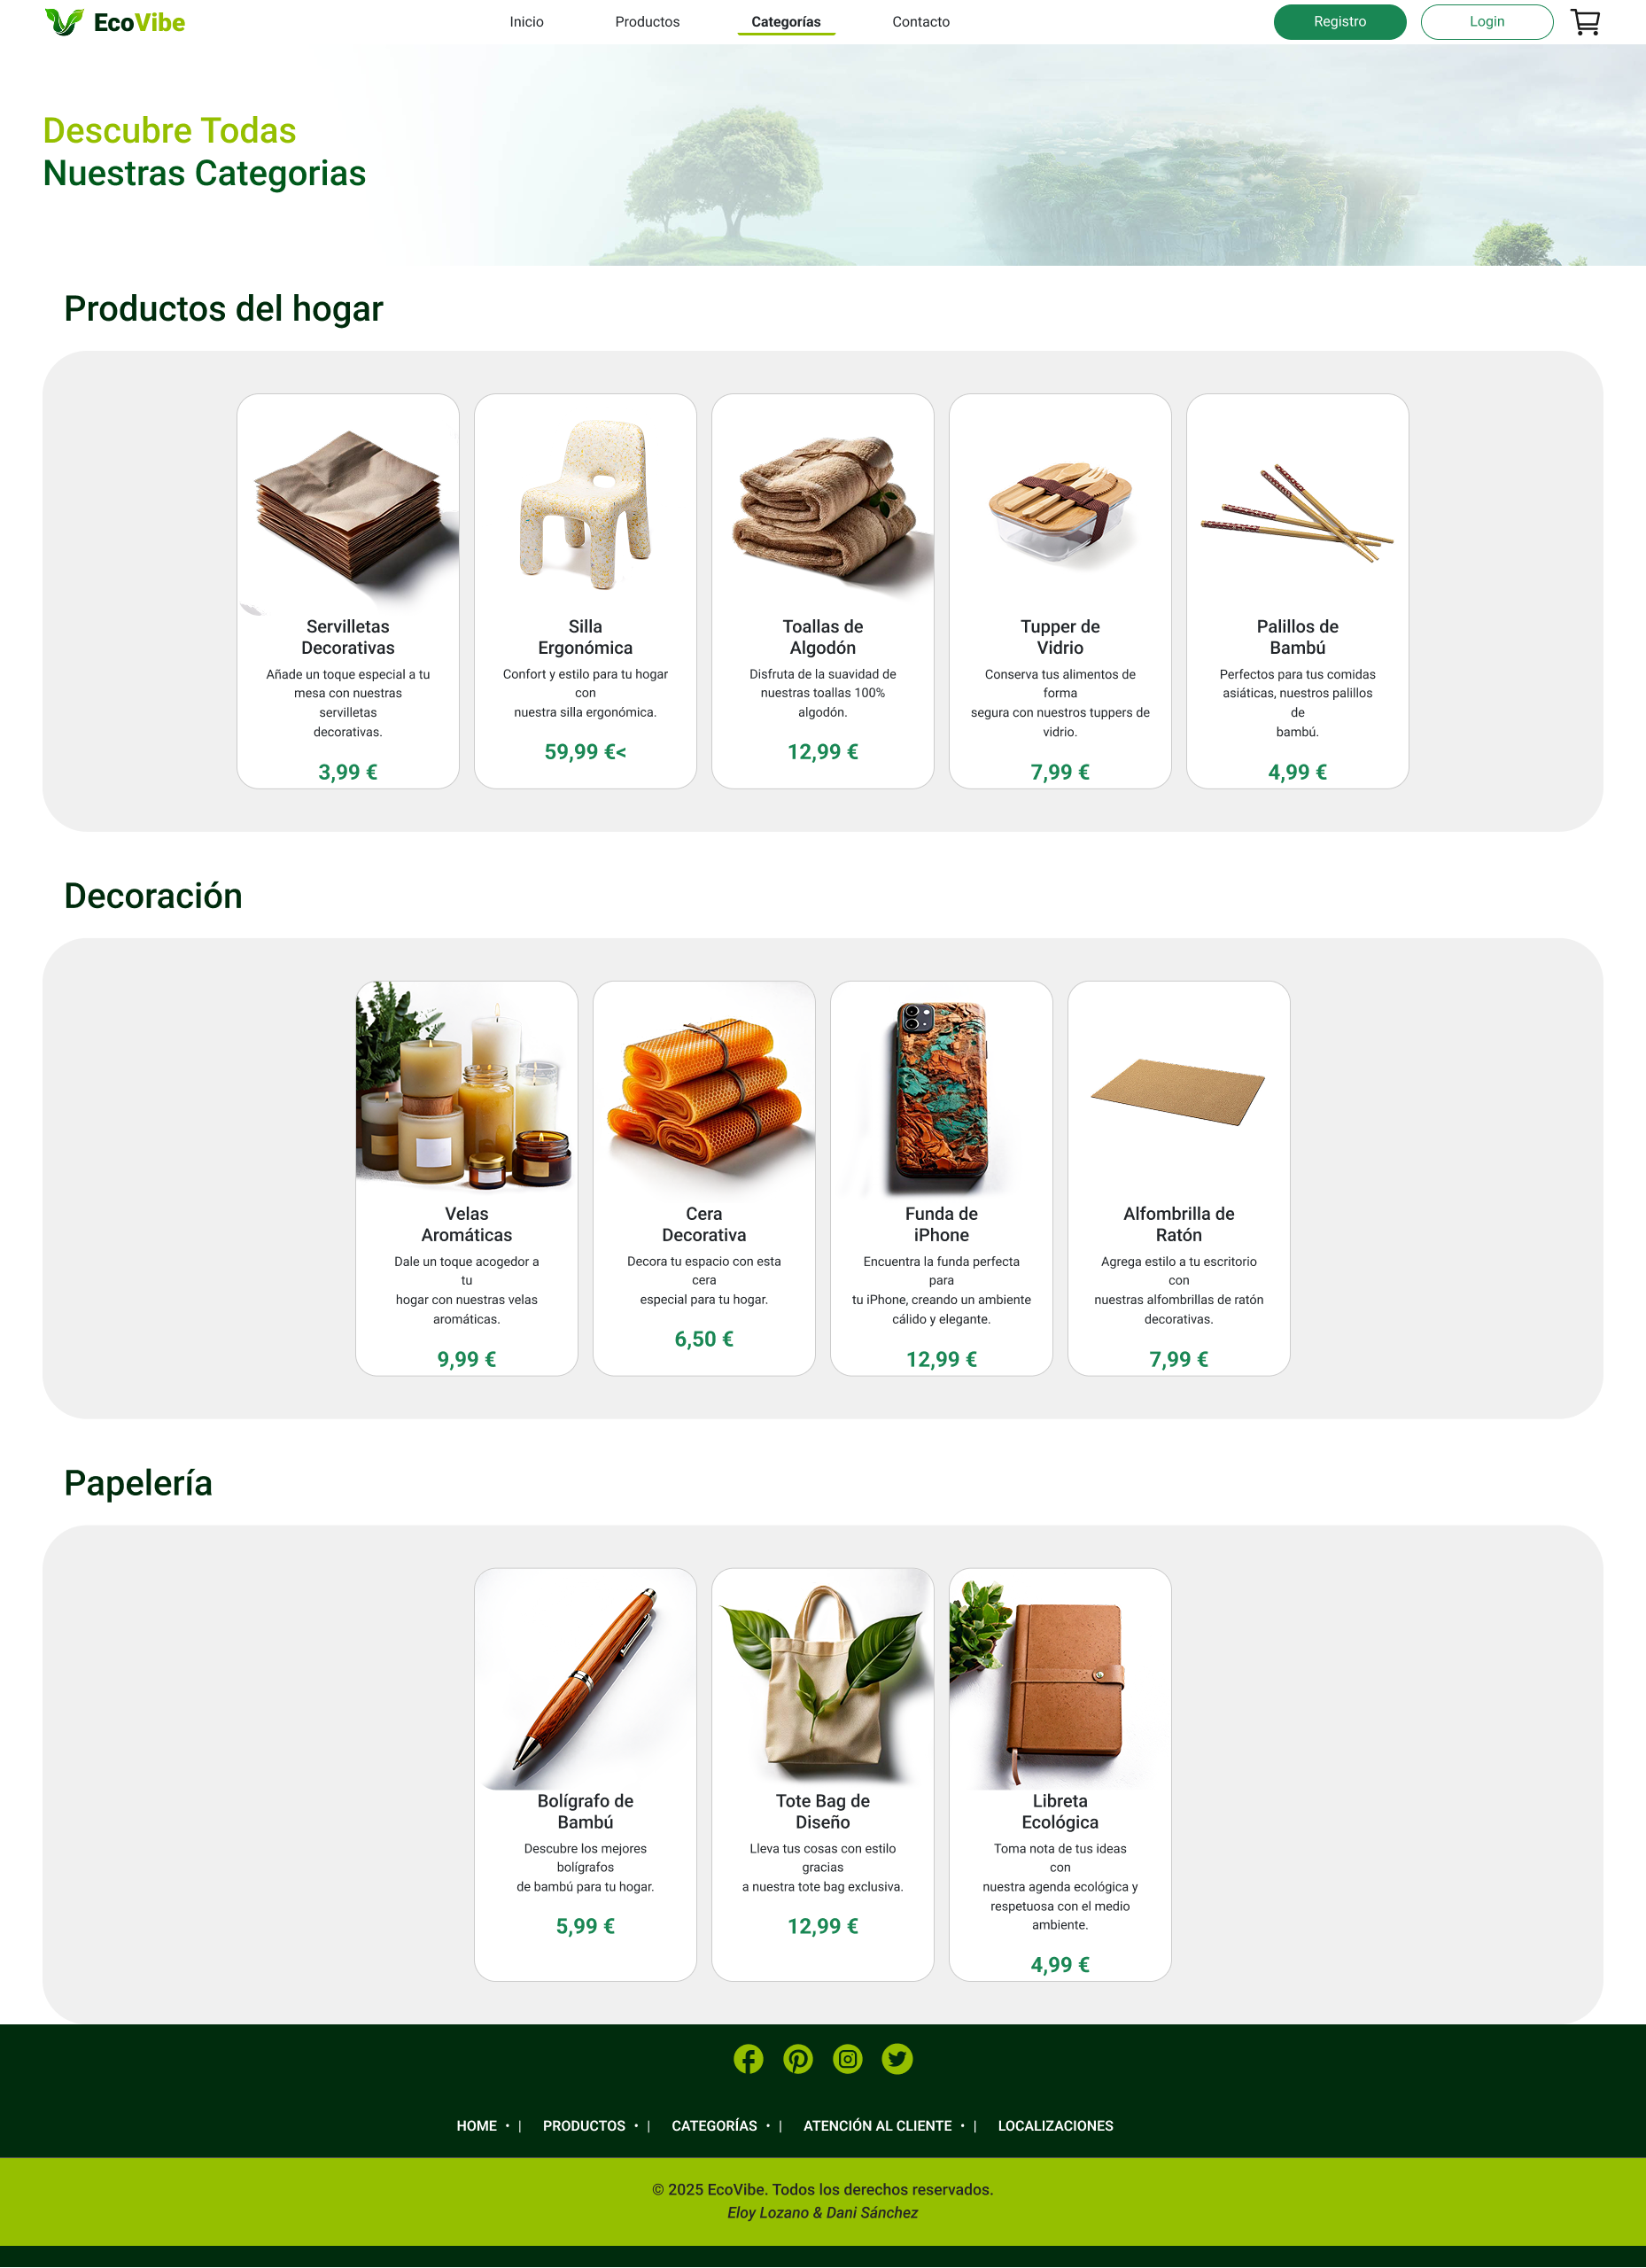 EcoVibe
Inicio
Productos
Categorías
Contacto
Registro
Login
Descubre Todas
Nuestras Categorias
Productos del hogar
Servilletas
Decorativas
Añade un toque especial a tu
mesa con nuestras
servilletas
decorativas.
3,99 €
Silla
Ergonómica
Confort y estilo para tu hogar
con
nuestra silla ergonómica.
59,99 €<
Toallas de
Algodón
Disfruta de la suavidad de
nuestras toallas 100%
algodón.
12,99 €
Tupper de
Vidrio
Conserva tus alimentos de
forma
segura con nuestros tuppers de
vidrio.
7,99 €
Palillos de
Bambú
Perfectos para tus comidas
asiáticas, nuestros palillos
de
bambú.
4,99 €
Decoración
Velas
Aromáticas
Dale un toque acogedor a
tu
hogar con nuestras velas
aromáticas.
9,99 €
Cera
Decorativa
Decora tu espacio con esta
cera
especial para tu hogar.
6,50 €
Funda de
iPhone
Encuentra la funda perfecta
para
tu iPhone, creando un ambiente
cálido y elegante.
12,99 €
Alfombrilla de
Ratón
Agrega estilo a tu escritorio
con
nuestras alfombrillas de ratón
decorativas.
7,99 €
Papelería
Bolígrafo de
Bambú
Descubre los mejores
bolígrafos
de bambú para tu hogar.
5,99 €
Tote Bag de
Diseño
Lleva tus cosas con estilo
gracias
a nuestra tote bag exclusiva.
12,99 €
Libreta
Ecológica
Toma nota de tus ideas
con
nuestra agenda ecológica y
respetuosa con el medio
ambiente.
4,99 €
HOME • | PRODUCTOS • | CATEGORÍAS • | ATENCIÓN AL CLIENTE • | LOCALIZACIONES
© 2025 EcoVibe. Todos los derechos reservados.
Eloy Lozano & Dani Sánchez